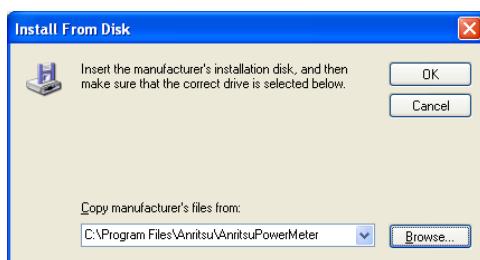 Install From Disk
Insert the manufacturer's installation disk, and then
make sure that the correct drive is selected below.
OK
Cancel
Copy manufacturer's files from:
C:\Program Files\Anritsu\AnritsuPowerMeter
Browse...